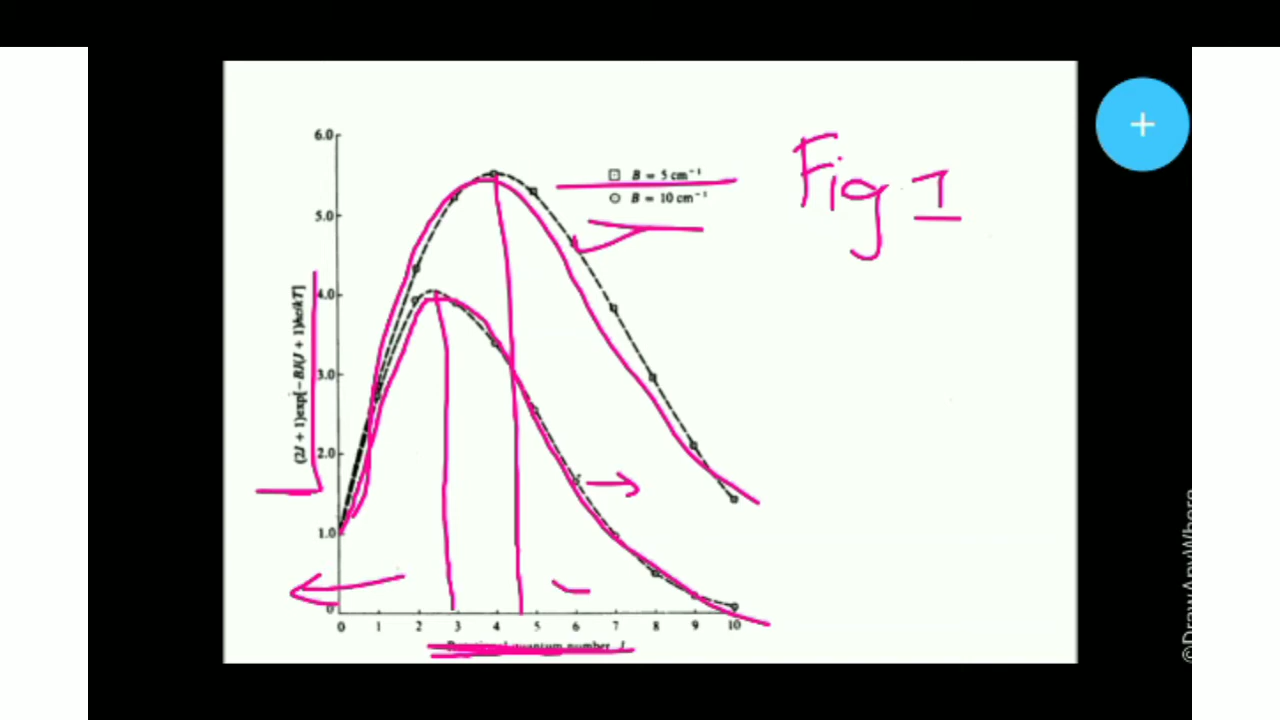 6.0
□ B = 5 cm⁻¹
○ B = 10 cm⁻¹
Fig 1
5.0
(2J + 1)exp[−BJ(J + 1)hc/kT]
4.0
3.0
2.0
1.0
0
0 1 2 3 4 5 6 7 8 9 10
Rotational quantum number J
©DrawAnyWhere
+